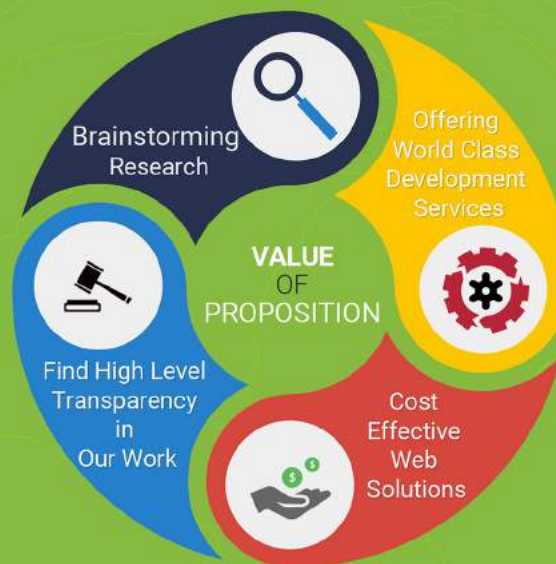 Brainstorming
Research
Offering
World Class
Development
Services
VALUE
OF
PROPOSITION
Find High Level
Transparency
in
Our Work
Cost
Effective
Web
Solutions
$
$